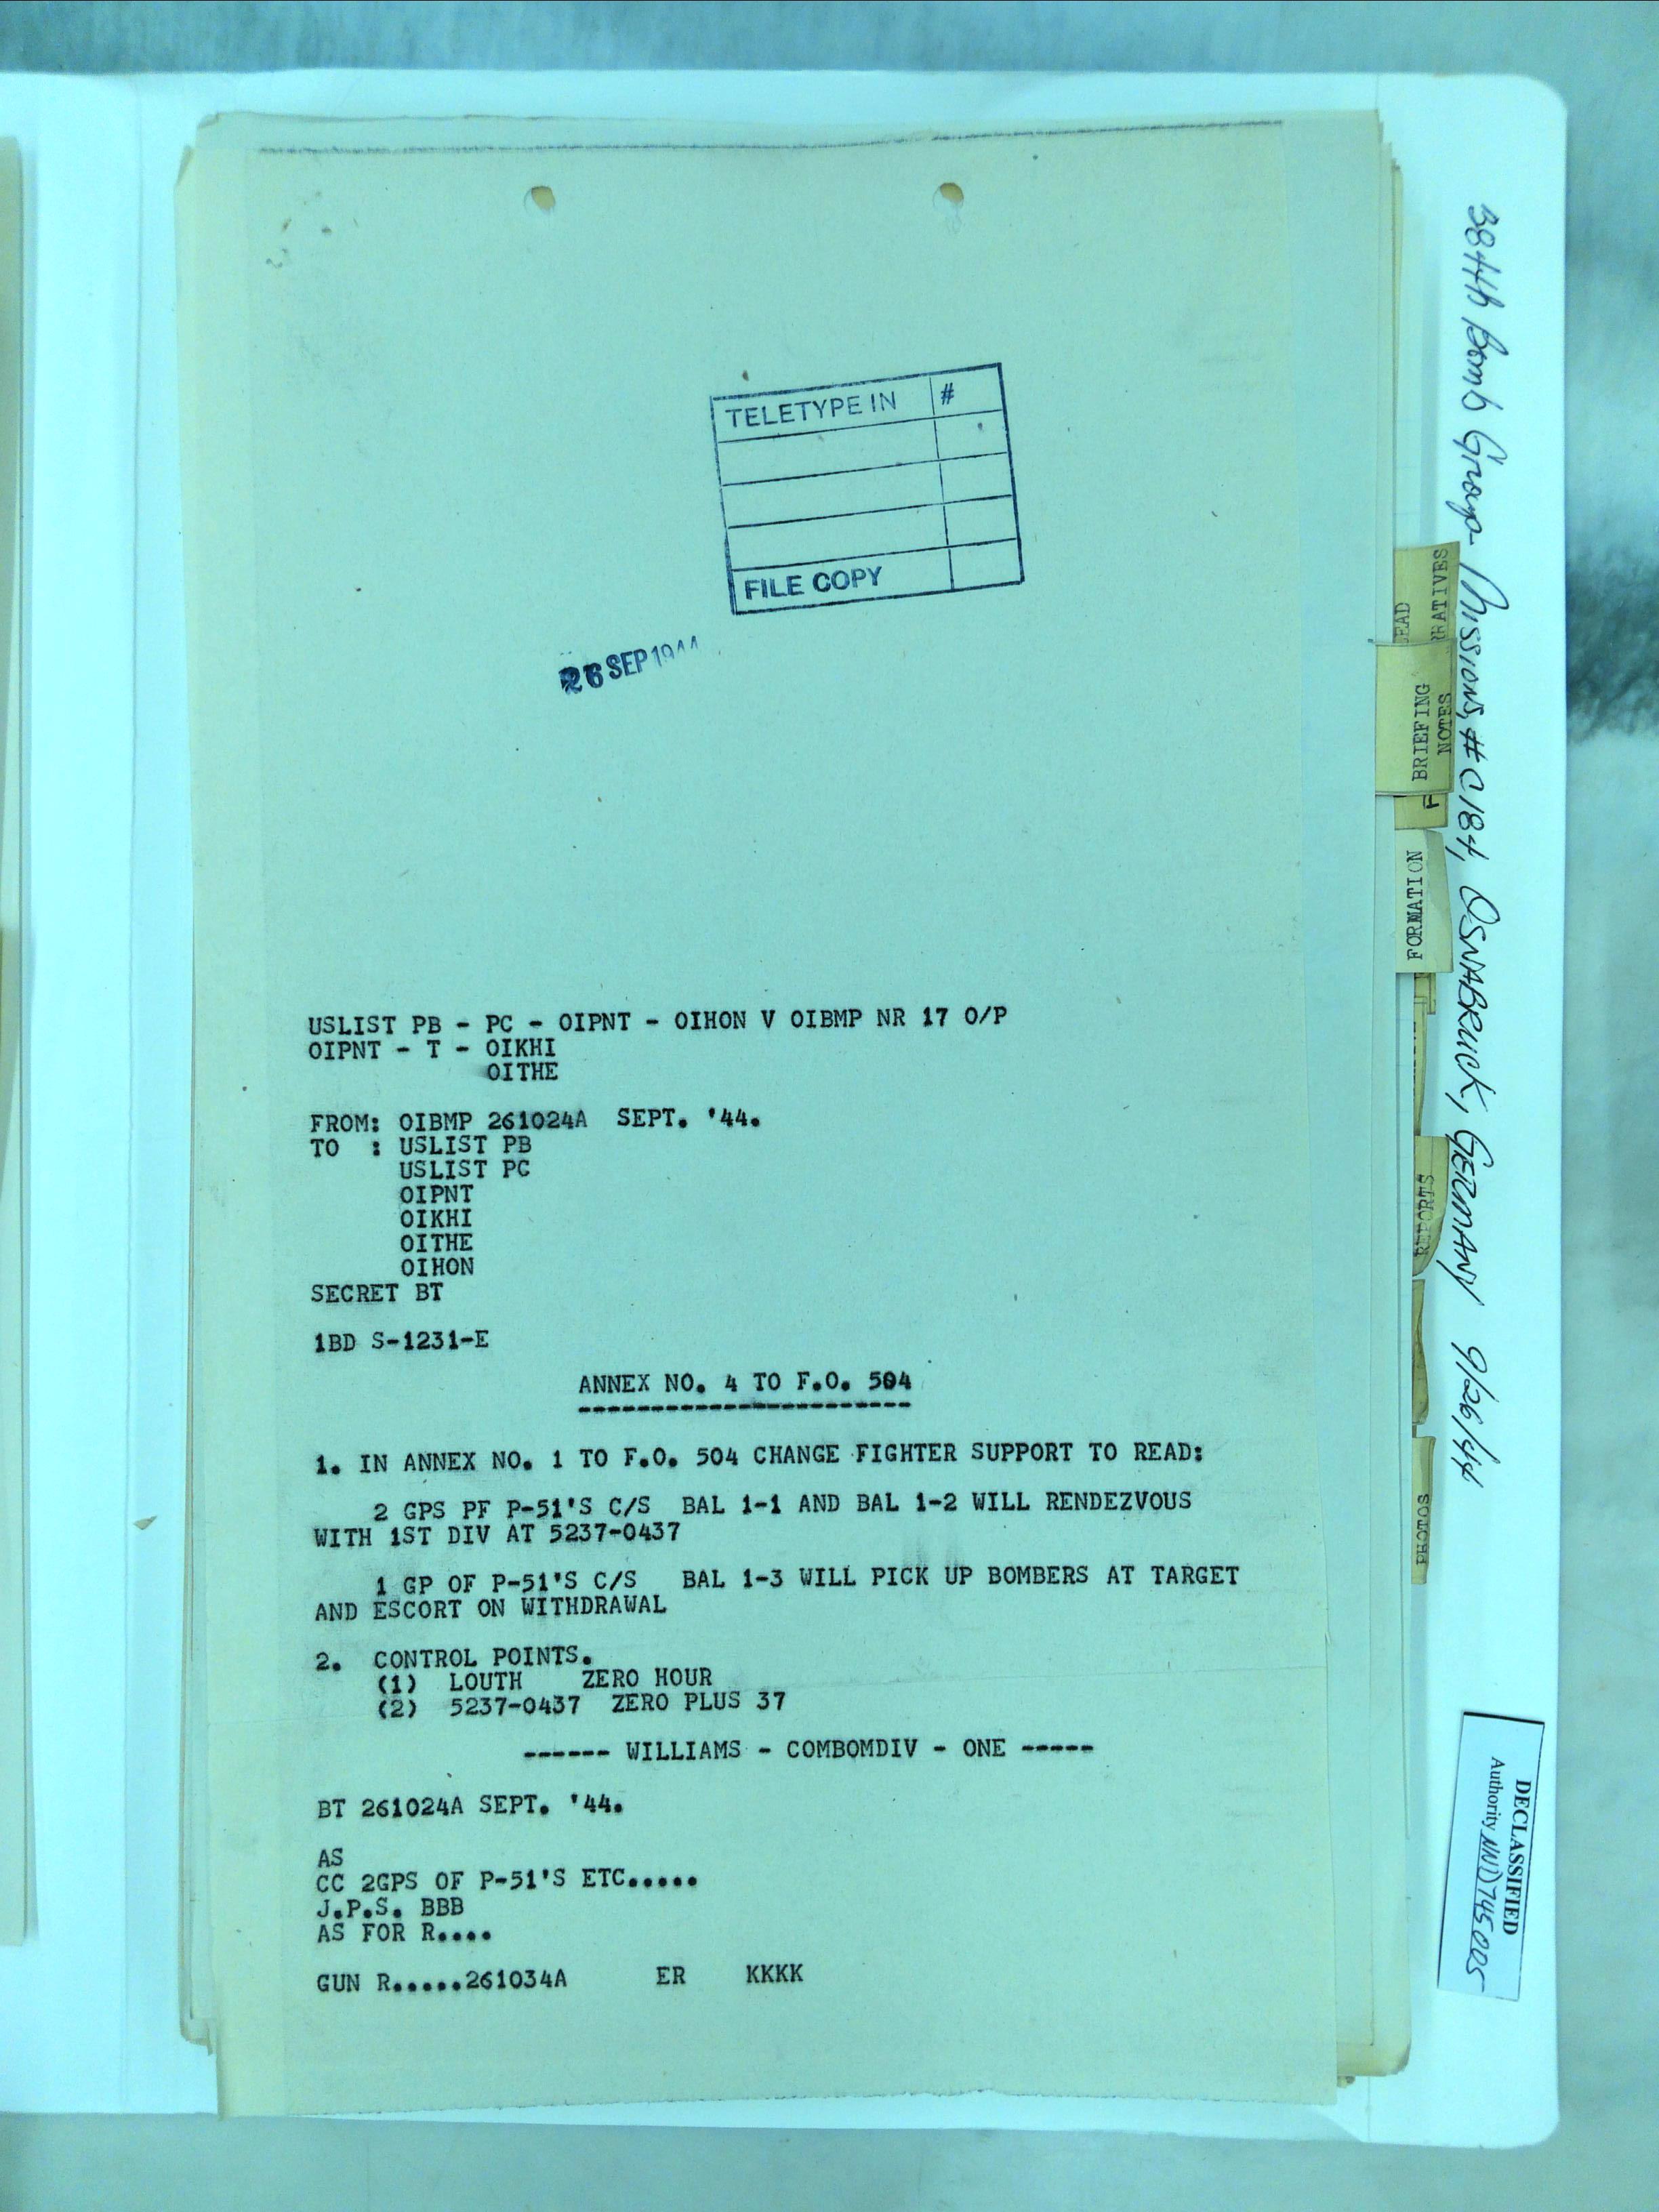 TELETYPE IN #
FILE COPY
26 SEP 1944
USLIST PB - PC - OIPNT - OIHON V OIBMP NR 17 O/P
OIPNT - T - OIKHI
OITHE
FROM: OIBMP 261024A SEPT. '44.
TO : USLIST PB
USLIST PC
OIPNT
OIKHI
OITHE
OIHON
SECRET BT
1BD S-1231-E
ANNEX NO. 4 TO F.O. 504
-----------------------
1. IN ANNEX NO. 1 TO F.O. 504 CHANGE FIGHTER SUPPORT TO READ:
2 GPS PF P-51'S C/S BAL 1-1 AND BAL 1-2 WILL RENDEZVOUS
WITH 1ST DIV AT 5237-0437
1 GP OF P-51'S C/S BAL 1-3 WILL PICK UP BOMBERS AT TARGET
AND ESCORT ON WITHDRAWAL
2. CONTROL POINTS.
(1) LOUTH ZERO HOUR
(2) 5237-0437 ZERO PLUS 37
------ WILLIAMS - COMBOMDIV - ONE -----
BT 261024A SEPT. '44.
AS
CC 2GPS OF P-51'S ETC.....
J.P.S. BBB
AS FOR R....
GUN R.....261034A ER KKKK
384th Bomb Group- Missions, # 0184, OSNABRUCK, GERMANY 9/26/44
BRIEFING
NOTES
FORMATION
REPORTS
PHOTOS
DECLASSIFIED
Authority NND745005